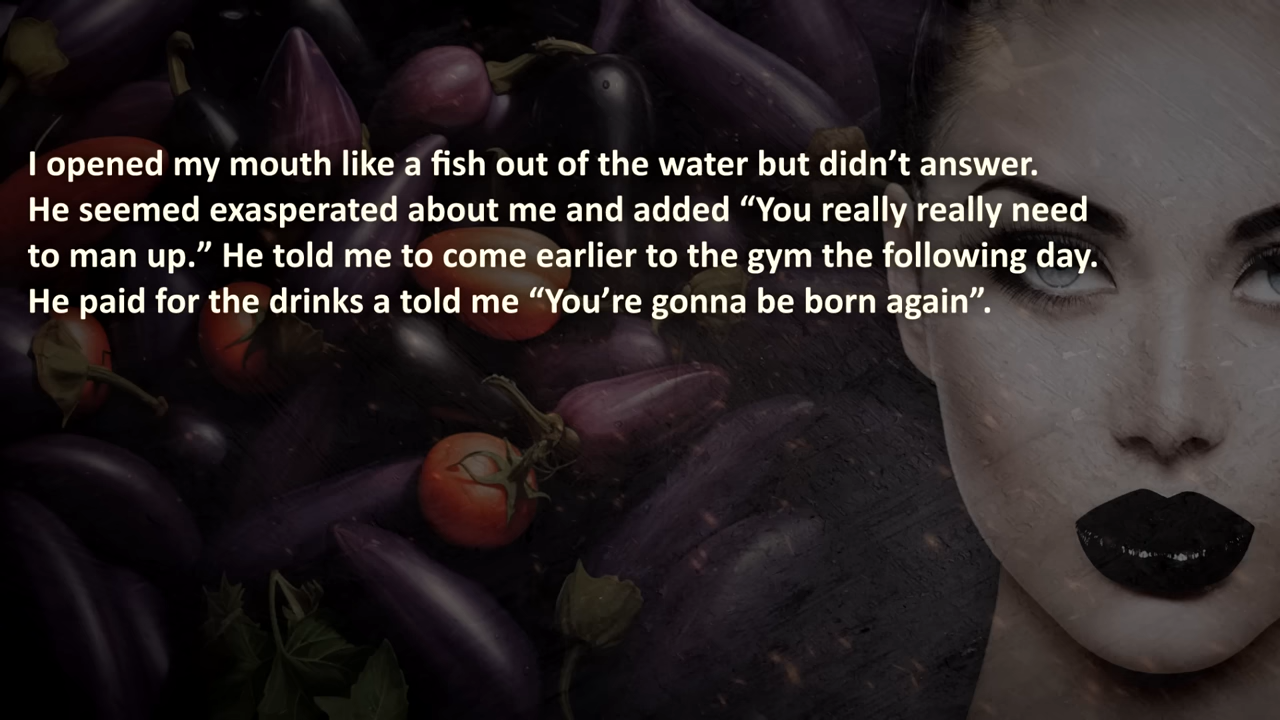 I opened my mouth like a fish out of the water but didn’t answer.
He seemed exasperated about me and added “You really really need
to man up.” He told me to come earlier to the gym the following day.
He paid for the drinks a told me “You’re gonna be born again”.